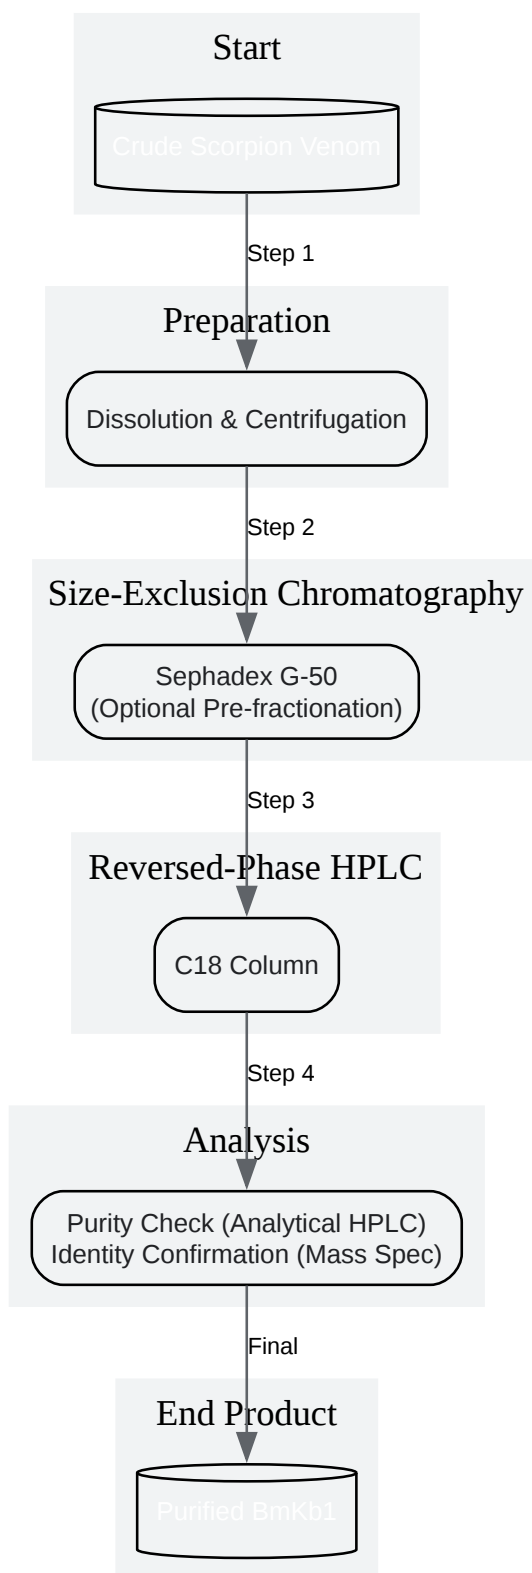 Start
Crude Scorpion Venom
Step 1
Preparation
Dissolution & Centrifugation
Step 2
Size-Exclusion Chromatography
Sephadex G-50
(Optional Pre-fractionation)
Step 3
Reversed-Phase HPLC
C18 Column
Step 4
Analysis
Purity Check (Analytical HPLC)
Identity Confirmation (Mass Spec)
Final
End Product
Purified BmKb1